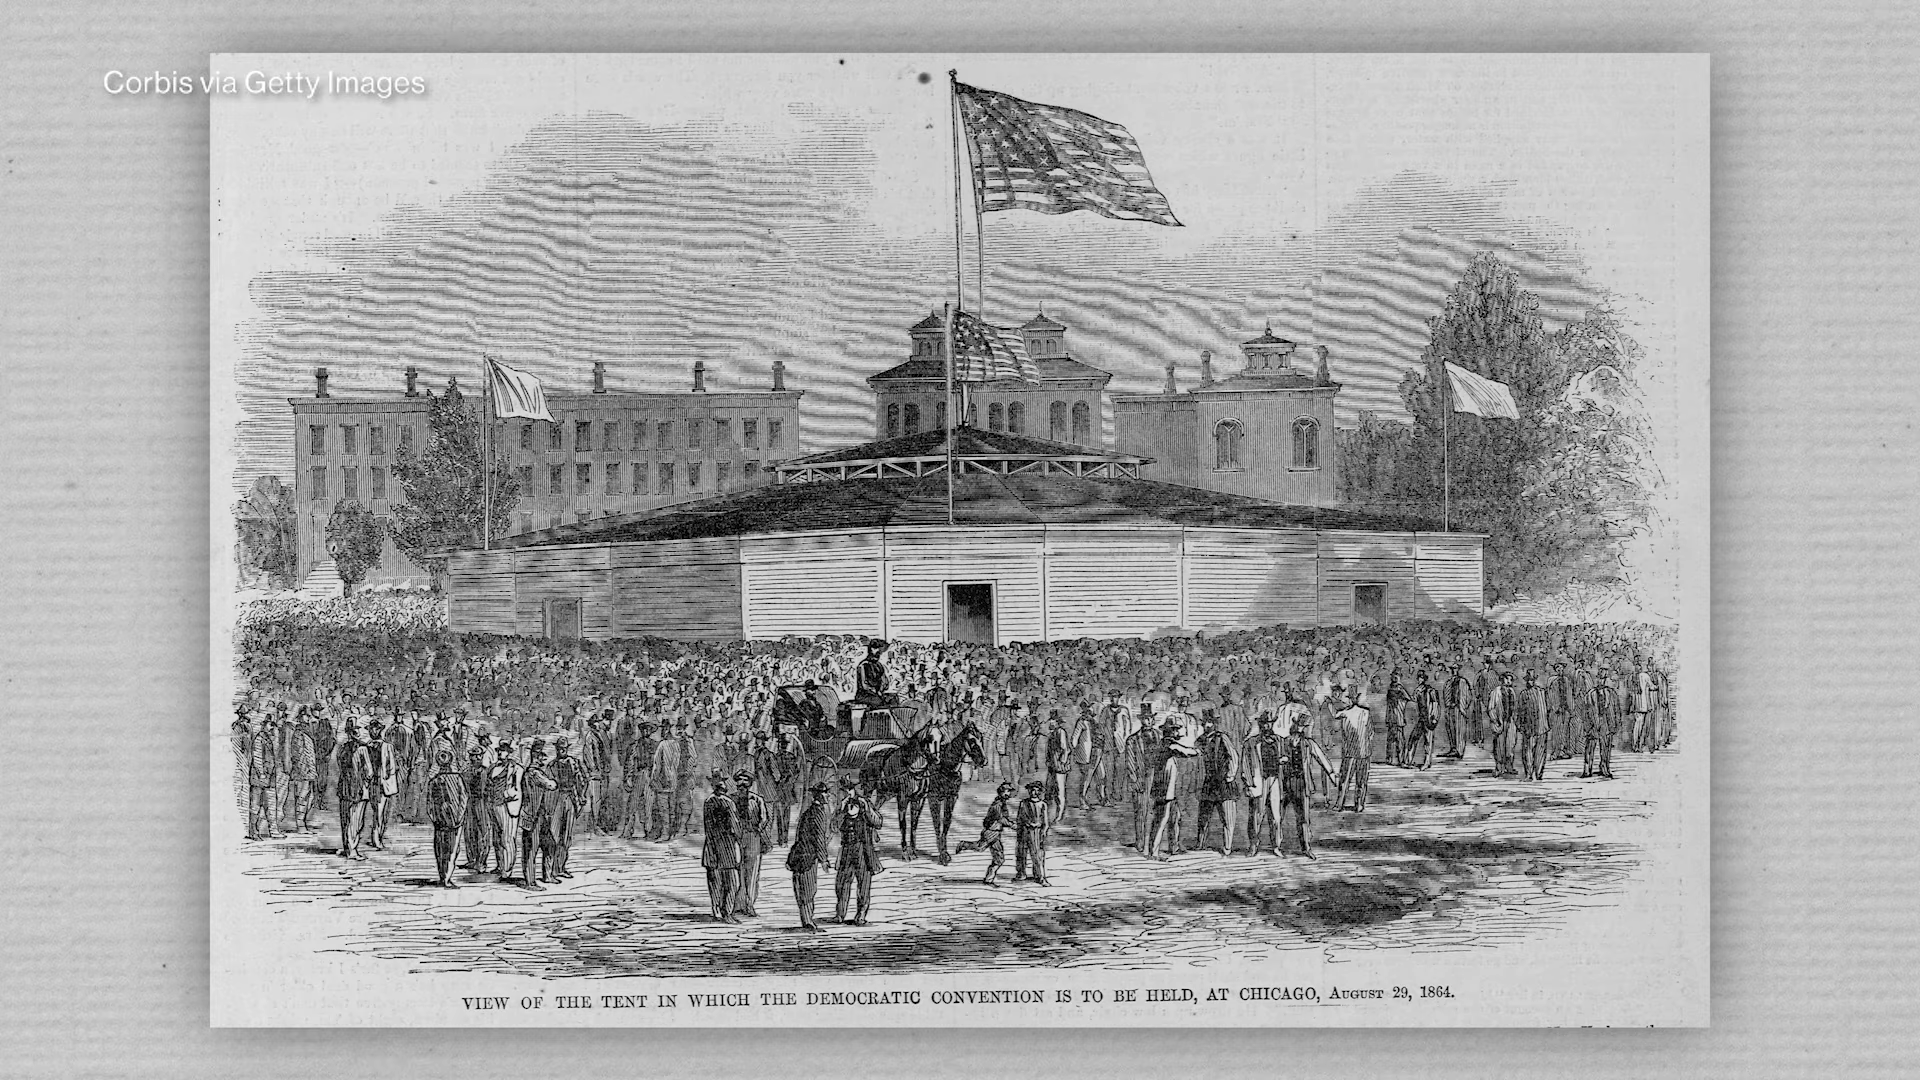 Corbis via Getty Images
VIEW OF THE TENT IN WHICH THE DEMOCRATIC CONVENTION IS TO BE HELD, AT CHICAGO, AUGUST 29, 1864.